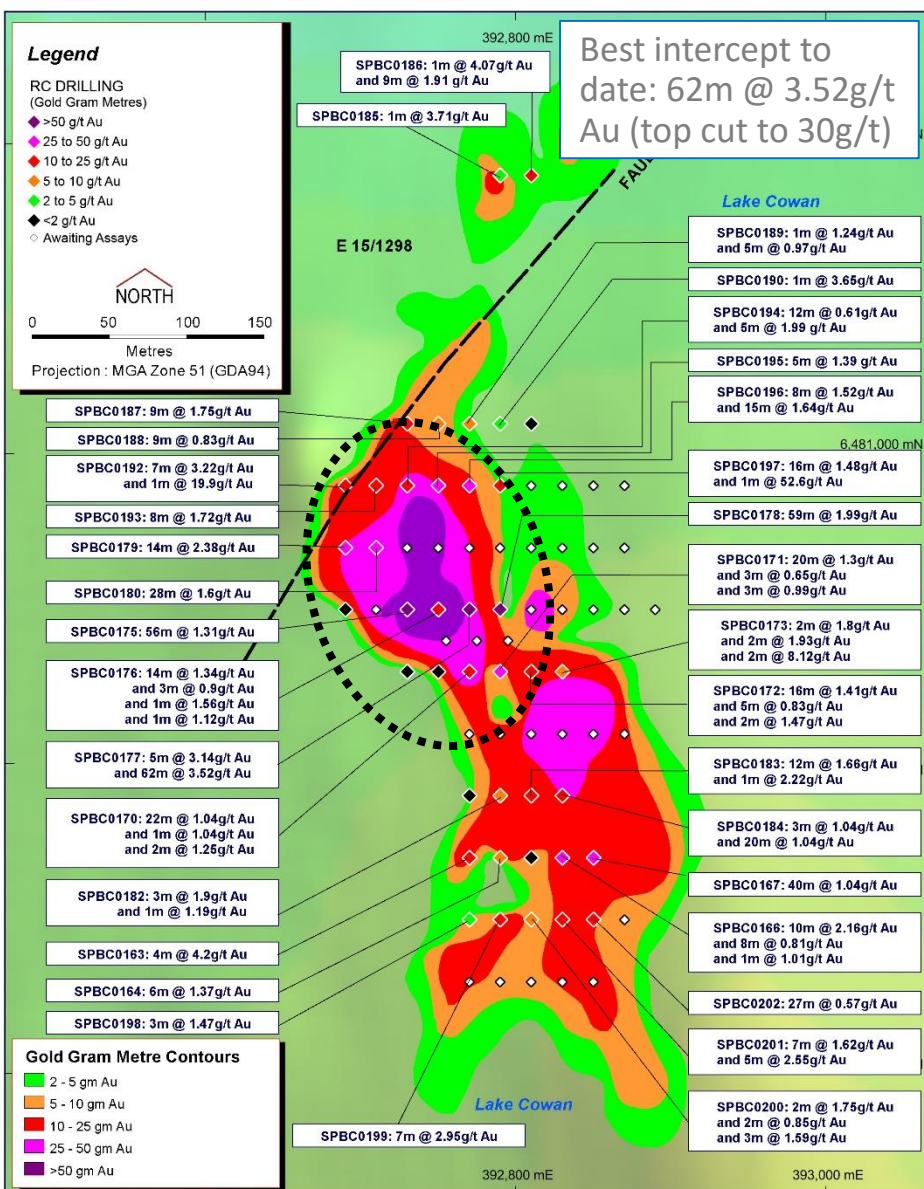 Legend
RC DRILLING
(Gold Gram Metres)
>50 g/t Au
25 to 50 g/t Au
10 to 25 g/t Au
5 to 10 g/t Au
2 to 5 g/t Au
<2 g/t Au
Awaiting Assays
NORTH
0 50 100 150
Metres
Projection : MGA Zone 51 (GDA94)
392,800 mE
Best intercept to
date: 62m @ 3.52g/t
Au (top cut to 30g/t)
SPBC0186: 1m @ 4.07g/t Au
and 9m @ 1.91 g/t Au
SPBC0185: 1m @ 3.71g/t Au
Lake Cowan
E 15/1298
SPBC0189: 1m @ 1.24g/t Au
and 5m @ 0.97g/t Au
SPBC0190: 1m @ 3.65g/t Au
SPBC0194: 12m @ 0.61g/t Au
and 5m @ 1.99 g/t Au
SPBC0195: 5m @ 1.39 g/t Au
SPBC0196: 8m @ 1.52g/t Au
and 15m @ 1.64g/t Au
6,481,000 mN
SPBC0197: 16m @ 1.48g/t Au
and 1m @ 52.6g/t Au
SPBC0178: 59m @ 1.99g/t Au
SPBC0171: 20m @ 1.3g/t Au
and 3m @ 0.65g/t Au
and 3m @ 0.99g/t Au
SPBC0173: 2m @ 1.8g/t Au
and 2m @ 1.93g/t Au
and 2m @ 8.12g/t Au
SPBC0172: 16m @ 1.41g/t Au
and 5m @ 0.83g/t Au
and 2m @ 1.47g/t Au
SPBC0183: 12m @ 1.66g/t Au
and 1m @ 2.22g/t Au
SPBC0184: 3m @ 1.04g/t Au
and 20m @ 1.04g/t Au
SPBC0167: 40m @ 1.04g/t Au
SPBC0166: 10m @ 2.16g/t Au
and 8m @ 0.81g/t Au
and 1m @ 1.01g/t Au
SPBC0202: 27m @ 0.57g/t Au
SPBC0201: 7m @ 1.62g/t Au
and 5m @ 2.55g/t Au
SPBC0200: 2m @ 1.75g/t Au
and 2m @ 0.85g/t Au
and 3m @ 1.59g/t Au
SPBC0187: 9m @ 1.75g/t Au
SPBC0188: 9m @ 0.83g/t Au
SPBC0192: 7m @ 3.22g/t Au
and 1m @ 19.9g/t Au
SPBC0193: 8m @ 1.72g/t Au
SPBC0179: 14m @ 2.38g/t Au
SPBC0180: 28m @ 1.6g/t Au
SPBC0175: 56m @ 1.31g/t Au
SPBC0176: 14m @ 1.34g/t Au
and 3m @ 0.9g/t Au
and 1m @ 1.56g/t Au
and 1m @ 1.12g/t Au
SPBC0177: 5m @ 3.14g/t Au
and 62m @ 3.52g/t Au
SPBC0170: 22m @ 1.04g/t Au
and 1m @ 1.04g/t Au
and 2m @ 1.25g/t Au
SPBC0182: 3m @ 1.9g/t Au
and 1m @ 1.19g/t Au
SPBC0163: 4m @ 4.2g/t Au
SPBC0164: 6m @ 1.37g/t Au
SPBC0198: 3m @ 1.47g/t Au
Gold Gram Metre Contours
2 - 5 gm Au
5 - 10 gm Au
10 - 25 gm Au
25 - 50 gm Au
>50 gm Au
Lake Cowan
SPBC0199: 7m @ 2.95g/t Au
392,800 mE
393,000 mE